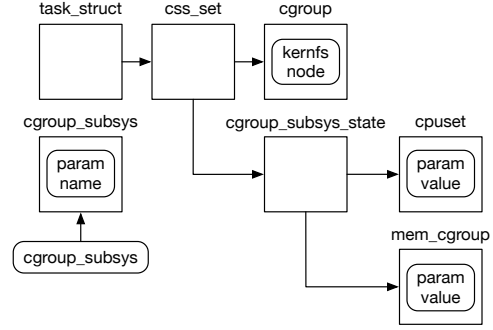 task_struct
css_set
cgroup
kernfs
node
cgroup_subsys
param
name
cgroup_subsys
cgroup_subsys_state
cpuset
param
value
mem_cgroup
param
value